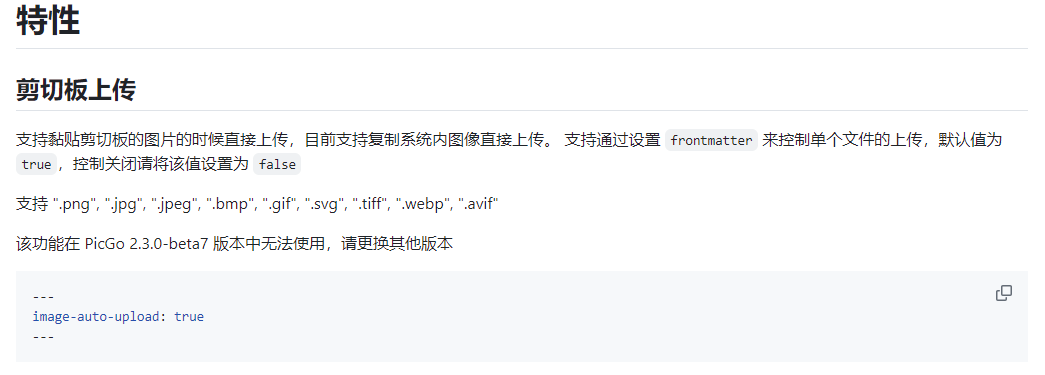 特性
剪切板上传
支持黏贴剪切板的图片的时候直接上传，目前支持复制系统内图像直接上传。 支持通过设置 frontmatter 来控制单个文件的上传，默认值为
true，控制关闭请将该值设置为 false
支持 ".png", ".jpg", ".jpeg", ".bmp", ".gif", ".svg", ".tiff", ".webp", ".avif"
该功能在 PicGo 2.3.0-beta7 版本中无法使用，请更换其他版本
---
image-auto-upload: true
---